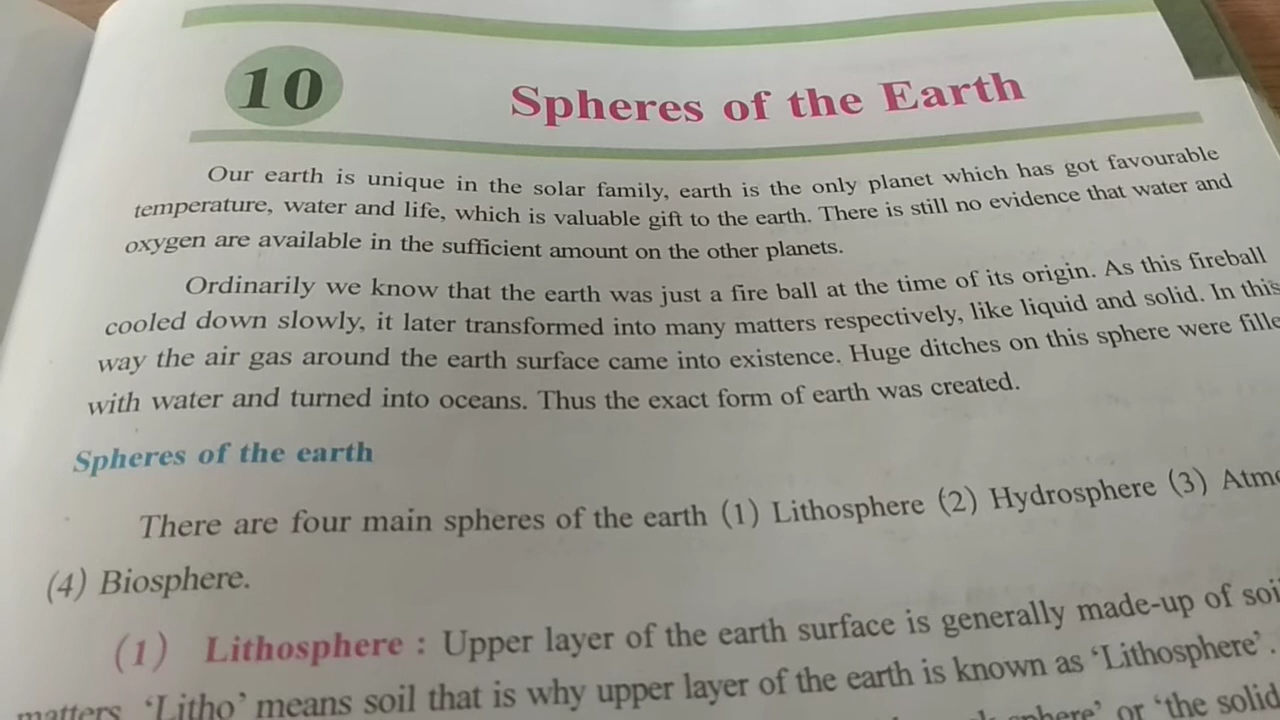 10
Spheres of the Earth
Our earth is unique in the solar family, earth is the only planet which has got favourable
temperature, water and life, which is valuable gift to the earth. There is still no evidence that water and
oxygen are available in the sufficient amount on the other planets.
Ordinarily we know that the earth was just a fire ball at the time of its origin. As this fireball
cooled down slowly, it later transformed into many matters respectively, like liquid and solid. In this
way the air gas around the earth surface came into existence. Huge ditches on this sphere were
with water and turned into oceans. Thus the exact form of earth was created.
Spheres of the earth
There are four main spheres of the earth (1) Lithosphere (2) Hydrosphere (3)
(4) Biosphere.
(1) Lithosphere : Upper layer of the earth surface is generally made-up of
matters. 'Litho' means soil that is why upper layer of the earth is known as 'Lithosphere'.
or 'the solid